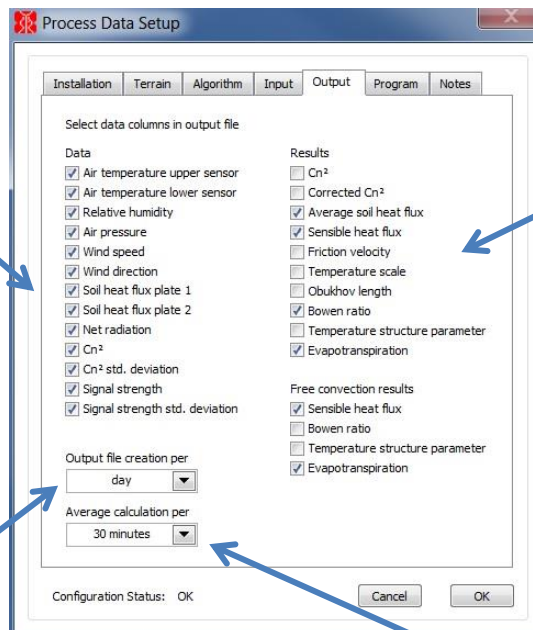 Process Data Setup
Installation Terrain Algorithm Input Output Program Notes
Select data columns in output file
Data
Air temperature upper sensor
Air temperature lower sensor
Relative humidity
Air pressure
Wind speed
Wind direction
Soil heat flux plate 1
Soil heat flux plate 2
Net radiation
Cn²
Cn² std. deviation
Signal strength
Signal strength std. deviation
Output file creation per
day
Average calculation per
30 minutes
Results
Cn²
Corrected Cn²
Average soil heat flux
Sensible heat flux
Friction velocity
Temperature scale
Obukhov length
Bowen ratio
Temperature structure parameter
Evapotranspiration
Free convection results
Sensible heat flux
Bowen ratio
Temperature structure parameter
Evapotranspiration
Configuration Status: OK
Cancel
OK